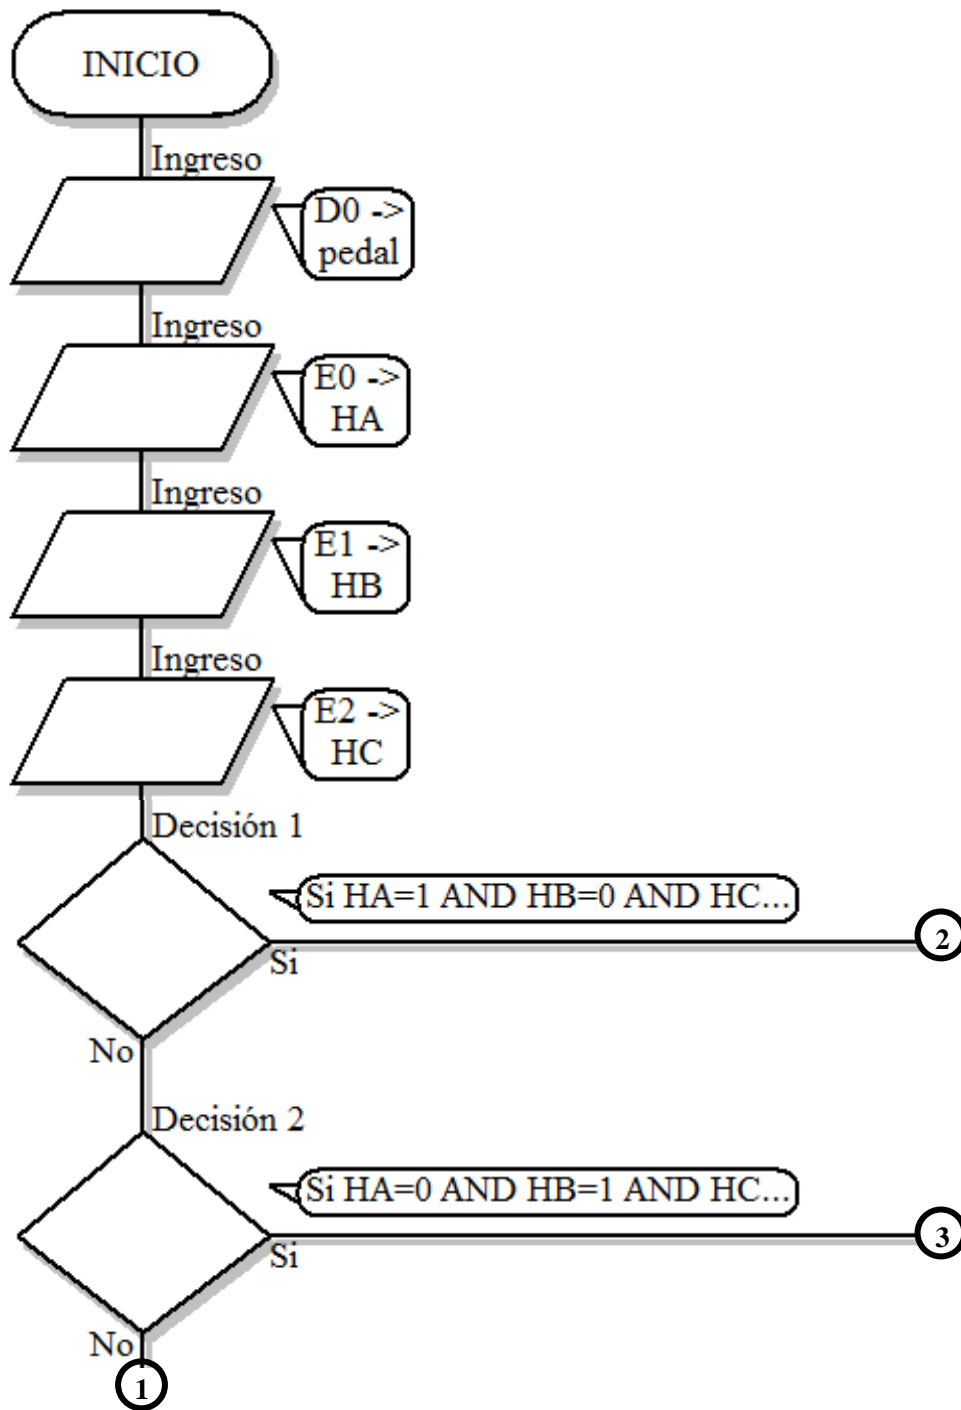 INICIO
Ingreso
D0 ->
pedal
Ingreso
E0 ->
HA
Ingreso
E1 ->
HB
Ingreso
E2 ->
HC
Decisión 1
Si HA=1 AND HB=0 AND HC...
2
Si
No
Decisión 2
Si HA=0 AND HB=1 AND HC...
3
Si
No
1